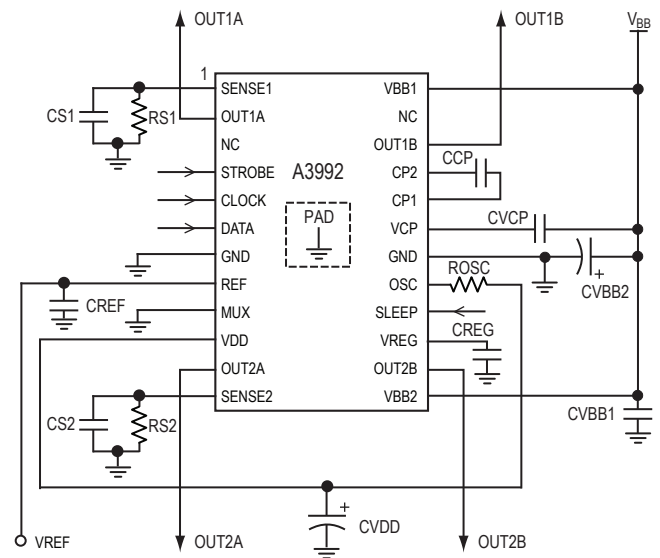 OUT1A
OUT1B
VBB
1
SENSE1
VBB1
CS1
RS1
OUT1A
NC
NC
OUT1B
CCP
STROBE
A3992
CP2
CLOCK
CP1
DATA
PAD
VCP
CVCP
GND
GND
ROSC
REF
OSC
CVBB2
+
CREF
MUX
SLEEP
VDD
VREG
CREG
OUT2A
OUT2B
SENSE2
VBB2
CS2
RS2
CVBB1
+
CVDD
VREF
OUT2A
OUT2B